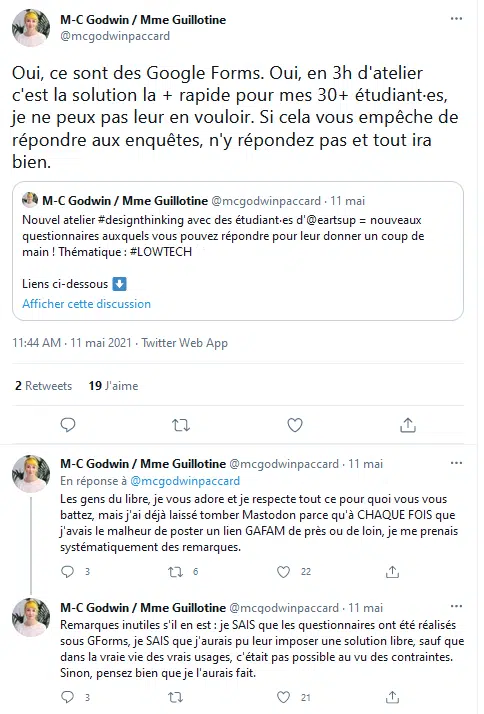 M-C Godwin / Mme Guillotine
@mcgodwinpaccard
Oui, ce sont des Google Forms. Oui, en 3h d'atelier
c'est la solution la + rapide pour mes 30+ étudiant·es,
je ne peux pas leur en vouloir. Si cela vous empêche de
répondre aux enquêtes, n'y répondez pas et tout ira
bien.
M-C Godwin / Mme Guillotine @mcgodwinpaccard · 11 mai
Nouvel atelier #designthinking avec des étudiant·es d'@eartsup = nouveaux
questionnaires auxquels vous pouvez répondre pour leur donner un coup de
main ! Thématique : #LOWTECH
Liens ci-dessous ⬇️
Afficher cette discussion
11:44 AM · 11 mai 2021 · Twitter Web App
2 Retweets 19 J'aime
M-C Godwin / Mme Guillotine @mcgodwinpaccard · 11 mai
En réponse à @mcgodwinpaccard
Les gens du libre, je vous adore et je respecte tout ce pour quoi vous vous
battez, mais j'ai déjà laissé tomber Mastodon parce qu'à CHAQUE FOIS que
j'avais le malheur de poster un lien GAFAM de près ou de loin, je me prenais
systématiquement des remarques.
3 6 22
M-C Godwin / Mme Guillotine @mcgodwinpaccard · 11 mai
Remarques inutiles s'il en est : je SAIS que les questionnaires ont été réalisés
sous GForms, je SAIS que j'aurais pu leur imposer une solution libre, sauf que
dans la vraie vie des vrais usages, c'était pas possible au vu des contraintes.
Sinon, pensez bien que je l'aurais fait.
3 21